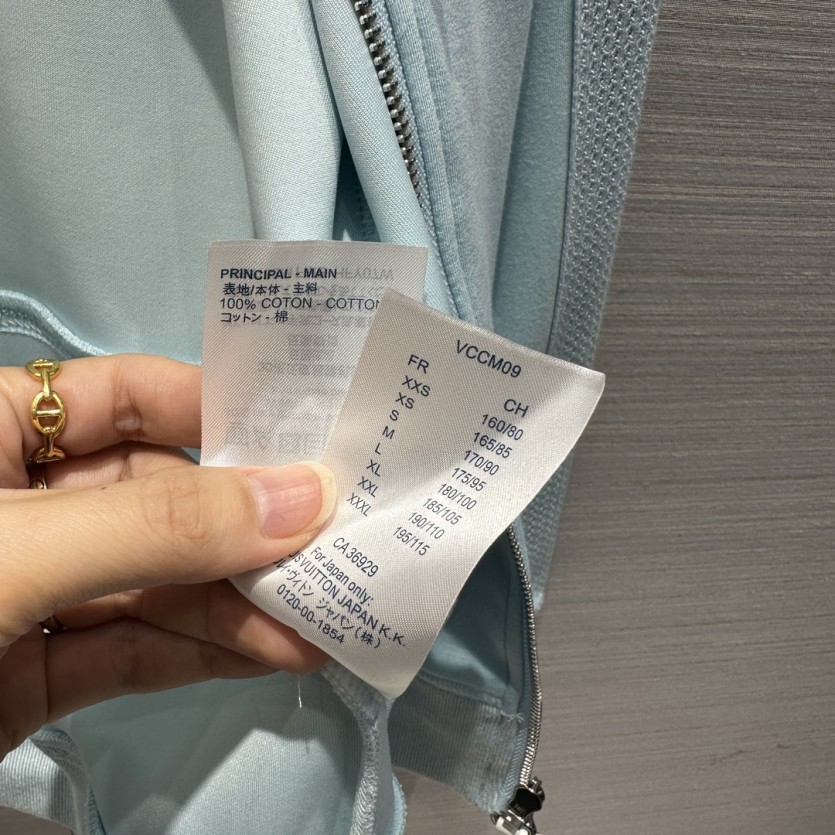 PRINCIPAL - MAIN
表地/本体 - 主料
100% COTON - COTTON
コットン - 棉
VCCM09
FR CH
XXS 160/80
XS 165/85
S 170/90
M 175/95
L 180/100
XL 185/105
XXL 190/110
XXXL 195/115
CA 36929
For Japan only:
VUITTON JAPAN K.K.
ヴィトン ジャパン(株)
0120-00-1854